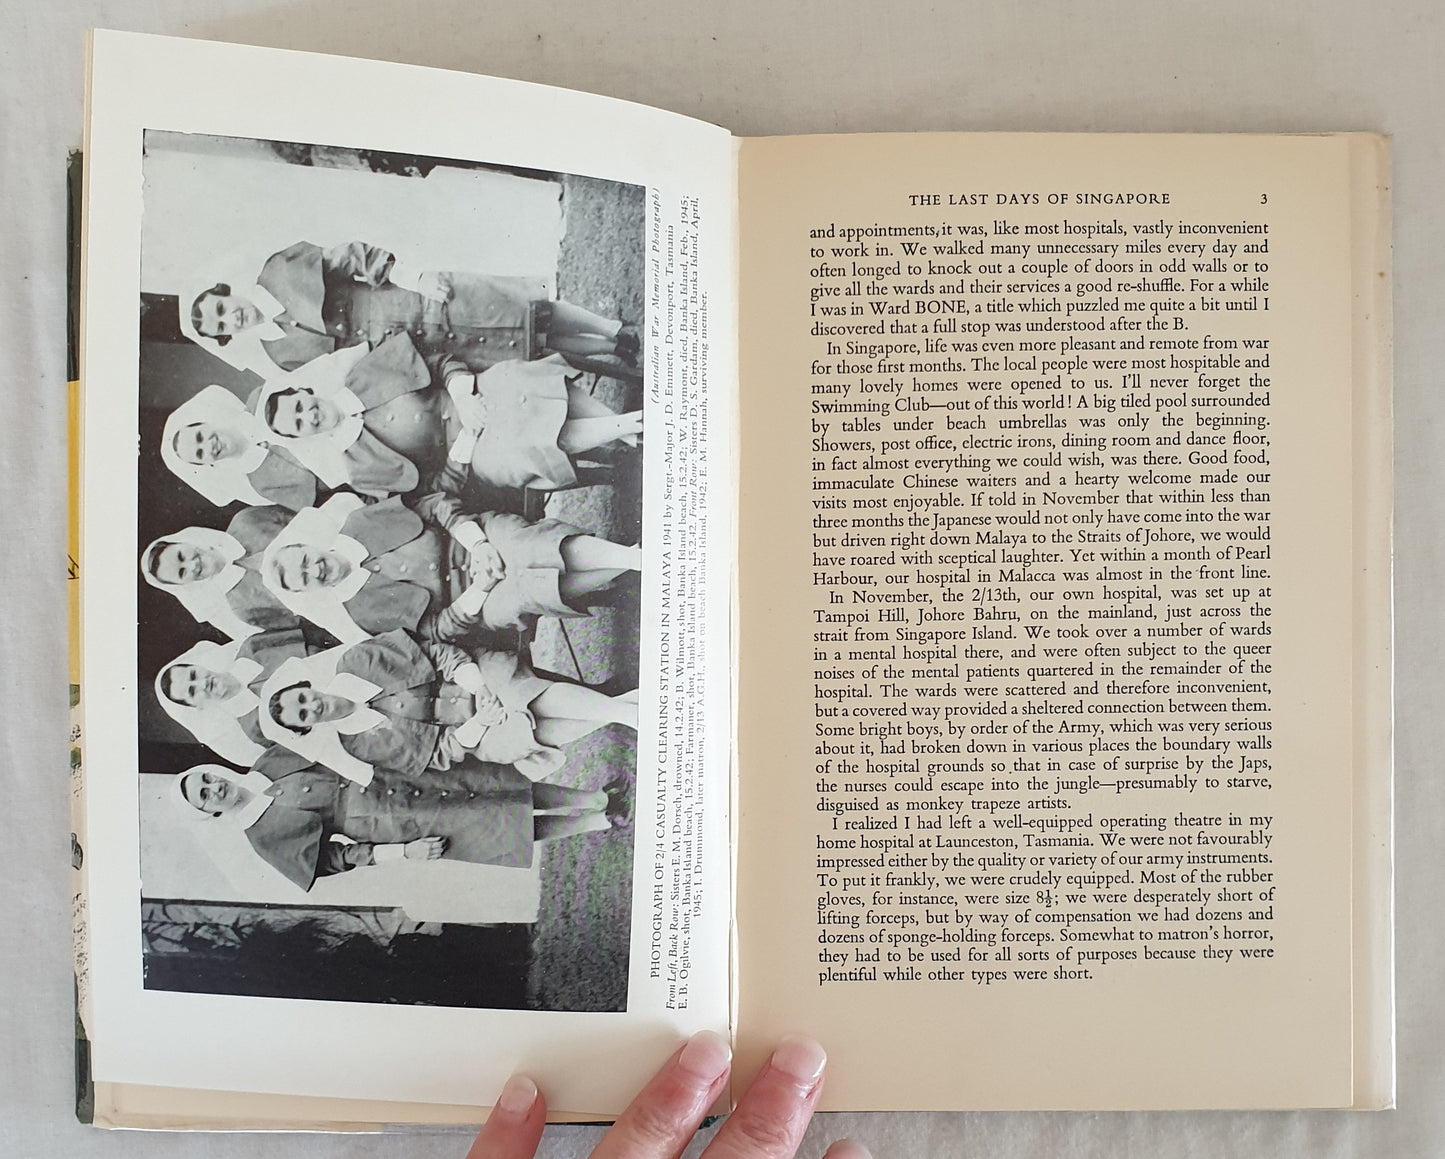 (Australian War Memorial Photograph)
PHOTOGRAPH OF 2/4 CASUALTY CLEARING STATION IN MALAYA 1941 by Sergt.-Major J. D. Emmett, Devonport, Tasmania
From Left, Back Row: Sisters E. M. Dorsch, drowned, 14.2.42; B. Wilmott, shot, Banka Island beach, 15.2.42; W. Raymont, died, Banka Island, Feb., 1945;
E. B. Ogilvie, shot, Banka Island beach, 15.2.42; Farmaner, shot, Banka Island beach, 15.2.42. Front Row: Sisters D. S. Gardam, died, Banka Island, April,
1945; I. Drummond, later matron, 2/13 A.G.H., shot on beach Banka Island, 1942; E. M. Hannah, surviving member.
THE LAST DAYS OF SINGAPORE 3
and appointments, it was, like most hospitals, vastly inconvenient
to work in. We walked many unnecessary miles every day and
often longed to knock out a couple of doors in odd walls or to
give all the wards and their services a good re-shuffle. For a while
I was in Ward BONE, a title which puzzled me quite a bit until I
discovered that a full stop was understood after the B.
In Singapore, life was even more pleasant and remote from war
for those first months. The local people were most hospitable and
many lovely homes were opened to us. I'll never forget the
Swimming Club—out of this world! A big tiled pool surrounded
by tables under beach umbrellas was only the beginning.
Showers, post office, electric irons, dining room and dance floor,
in fact almost everything we could wish, was there. Good food,
immaculate Chinese waiters and a hearty welcome made our
visits most enjoyable. If told in November that within less than
three months the Japanese would not only have come into the war
but driven right down Malaya to the Straits of Johore, we would
have roared with sceptical laughter. Yet within a month of Pearl
Harbour, our hospital in Malacca was almost in the front line.
In November, the 2/13th, our own hospital, was set up at
Tampoi Hill, Johore Bahru, on the mainland, just across the
strait from Singapore Island. We took over a number of wards
in a mental hospital there, and were often subject to the queer
noises of the mental patients quartered in the remainder of the
hospital. The wards were scattered and therefore inconvenient,
but a covered way provided a sheltered connection between them.
Some bright boys, by order of the Army, which was very serious
about it, had broken down in various places the boundary walls
of the hospital grounds so that in case of surprise by the Japs,
the nurses could escape into the jungle—presumably to starve,
disguised as monkey trapeze artists.
I realized I had left a well-equipped operating theatre in my
home hospital at Launceston, Tasmania. We were not favourably
impressed either by the quality or variety of our army instruments.
To put it frankly, we were crudely equipped. Most of the rubber
gloves, for instance, were size 8½; we were desperately short of
lifting forceps, but by way of compensation we had dozens and
dozens of sponge-holding forceps. Somewhat to matron's horror,
they had to be used for all sorts of purposes because they were
plentiful while other types were short.